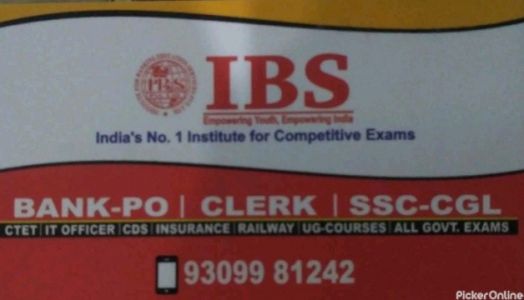 IBS
IBS
Empowering Youth, Empowering India
India's No. 1 Institute for Competitive Exams
BANK-PO | CLERK | SSC-CGL
CTET | IT OFFICER | CDS | INSURANCE | RAILWAY | UG-COURSES | ALL GOVT. EXAMS
93099 81242
PickerOnline